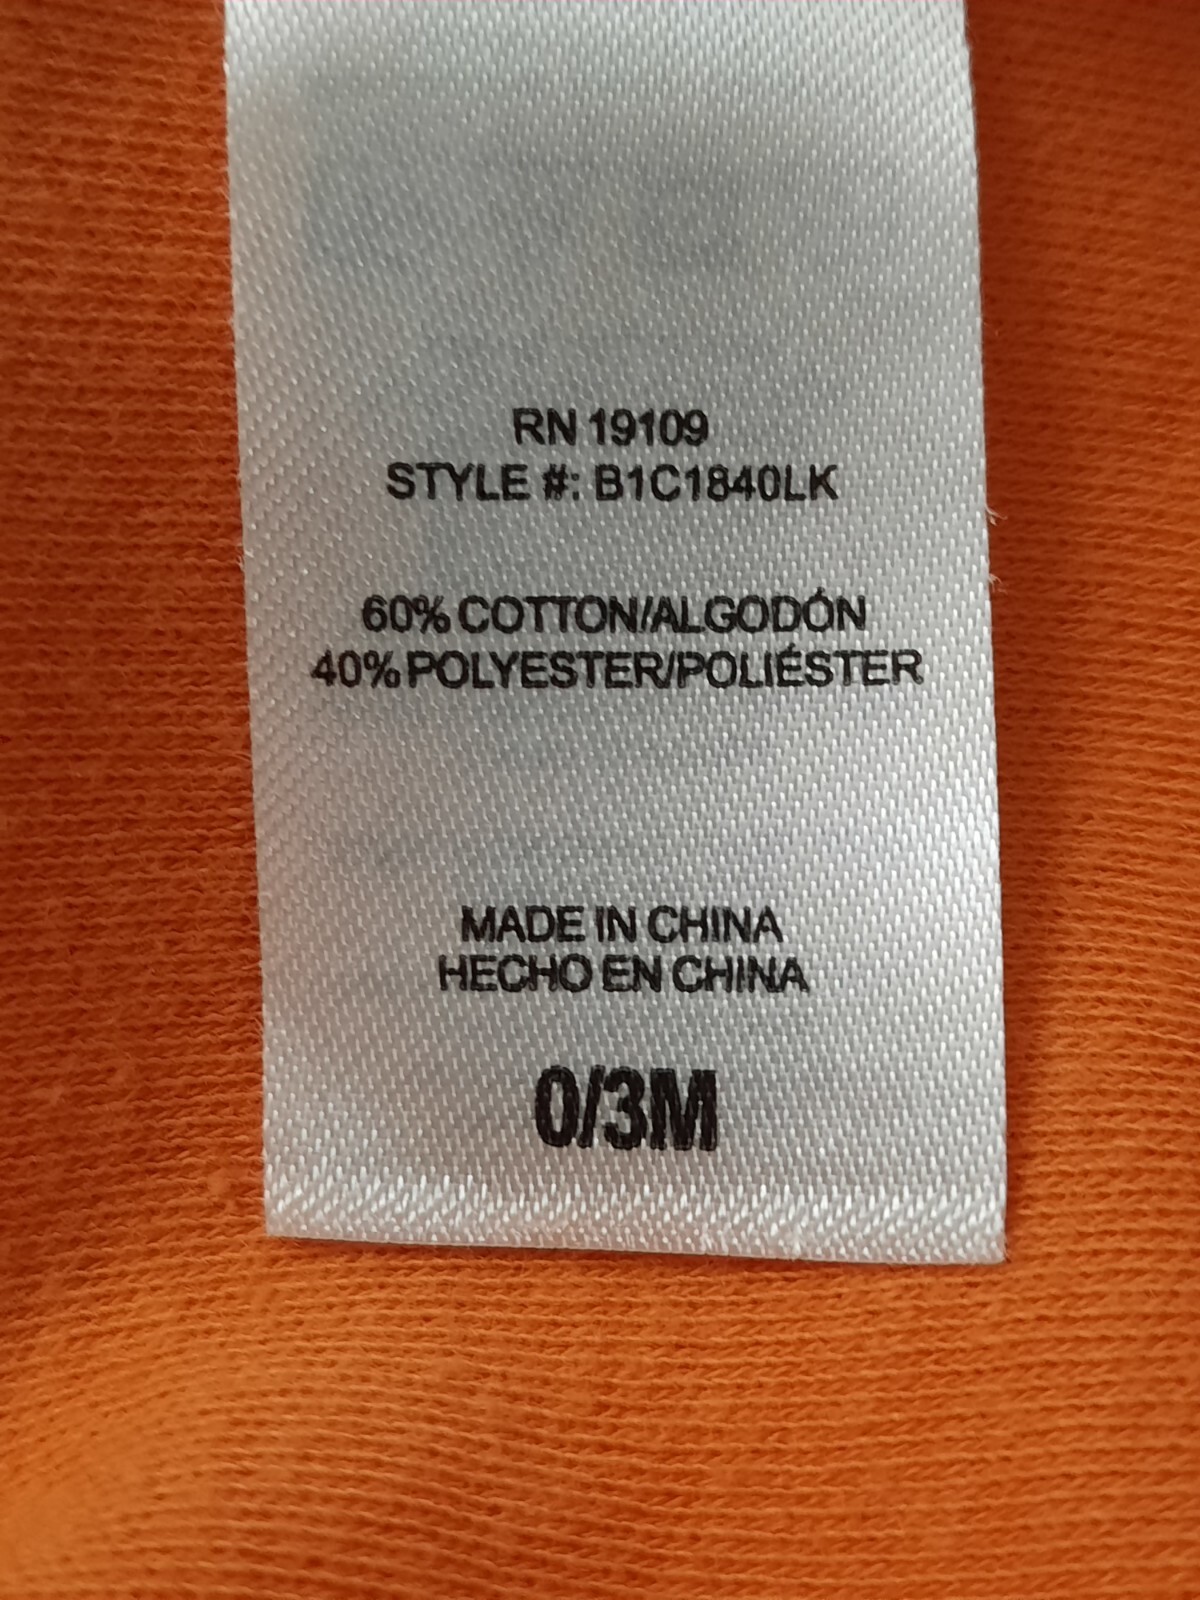 RN 19109
STYLE #: B1C1840LK
60% COTTON/ALGODÓN
40% POLYESTER/POLIÉSTER
MADE IN CHINA
HECHO EN CHINA
0/3M